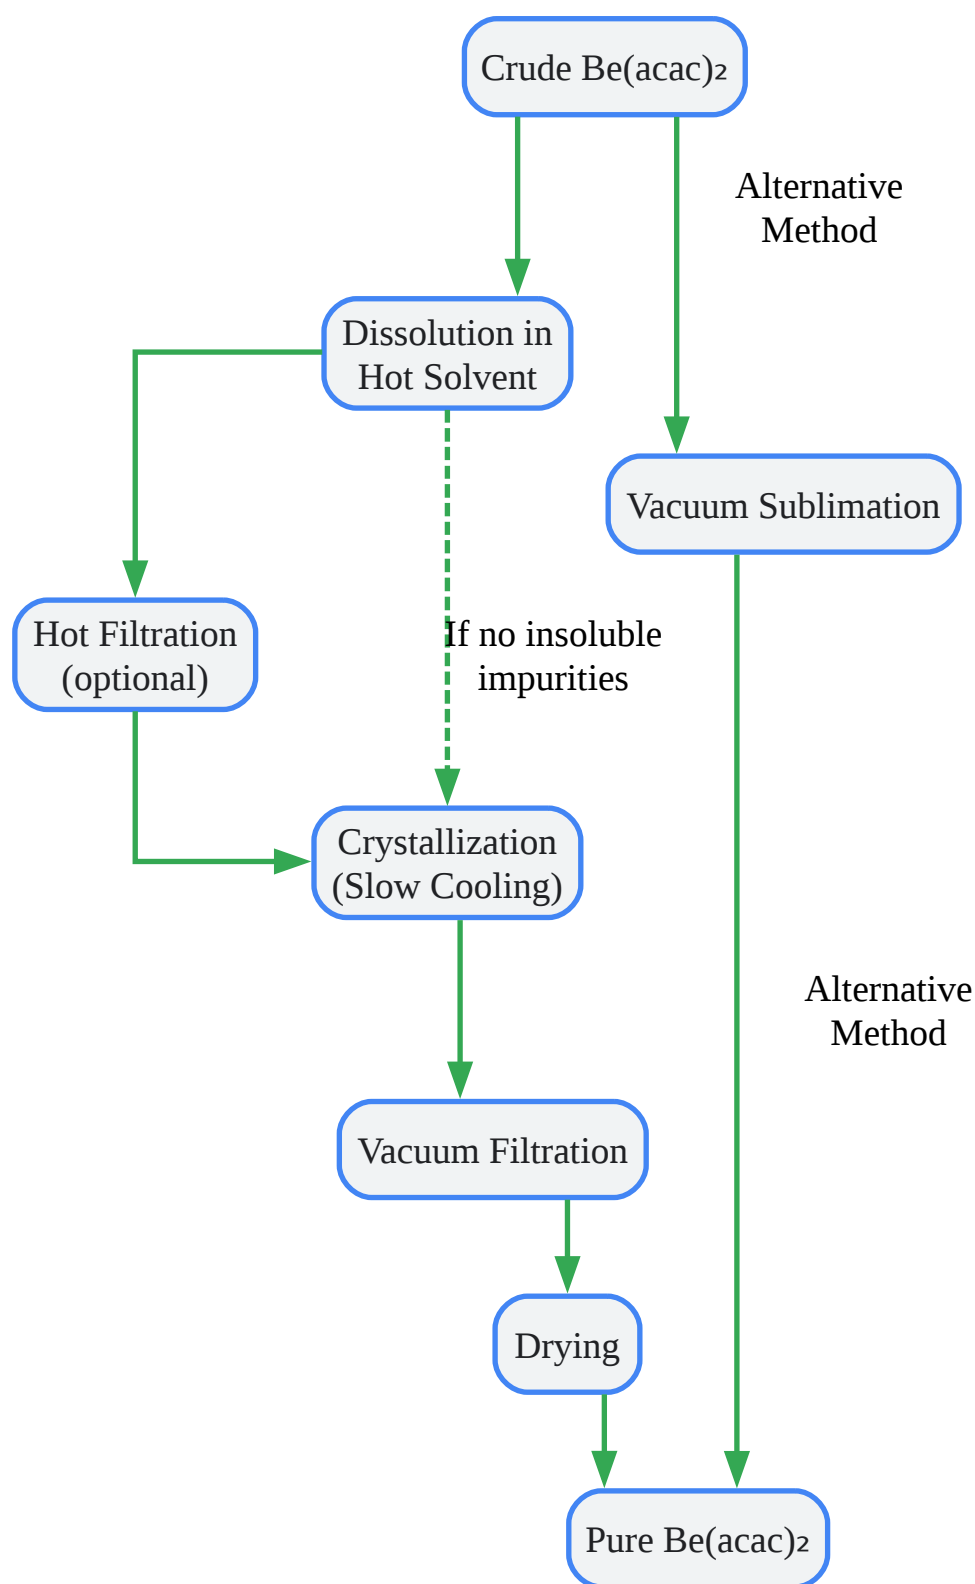 Crude Be(acac)₂
Alternative
Method
Dissolution in
Hot Solvent
Vacuum Sublimation
Hot Filtration
(optional)
If no insoluble
impurities
Crystallization
(Slow Cooling)
Alternative
Method
Vacuum Filtration
Drying
Pure Be(acac)₂